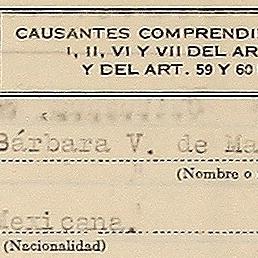 CAUSANTES COMPRENDI
I, II, VI Y VII DEL AR
Y DEL ART. 59 Y 60
Bárbara V. de Ma
(Nombre o
Mexicana.
(Nacionalidad)